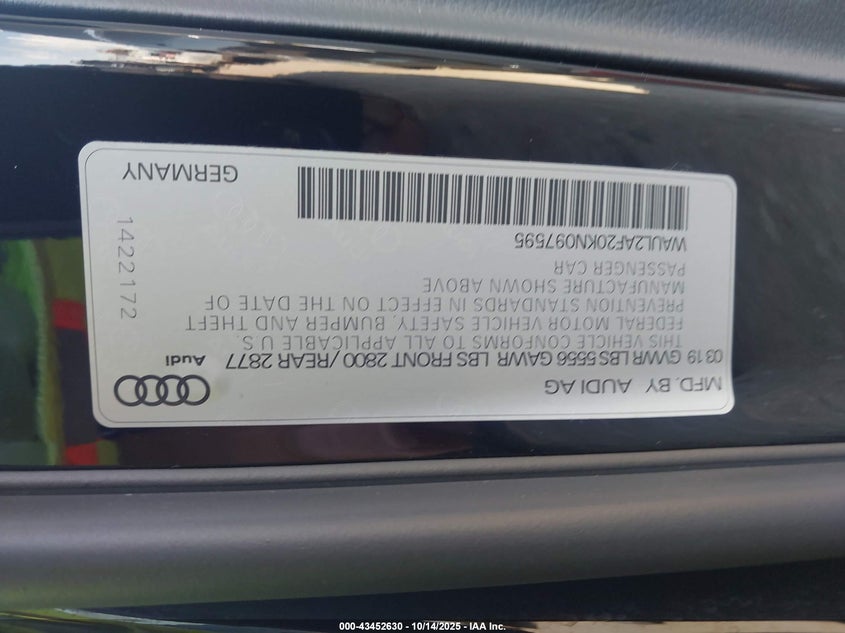 MFD. BY AUDI AG
0319 GVWR LBS 5556 GAWR LBS FRONT 2800 / REAR 2877
THIS VEHICLE CONFORMS TO ALL APPLICABLE U.S.
FEDERAL MOTOR VEHICLE SAFETY, BUMPER AND THEFT
PREVENTION STANDARDS IN EFFECT ON THE DATE OF
MANUFACTURE SHOWN ABOVE
PASSENGER CAR
WAUL2AF20KN097595
Audi
1422172
GERMANY
000-43452630 - 10/14/2025 - IAA Inc.